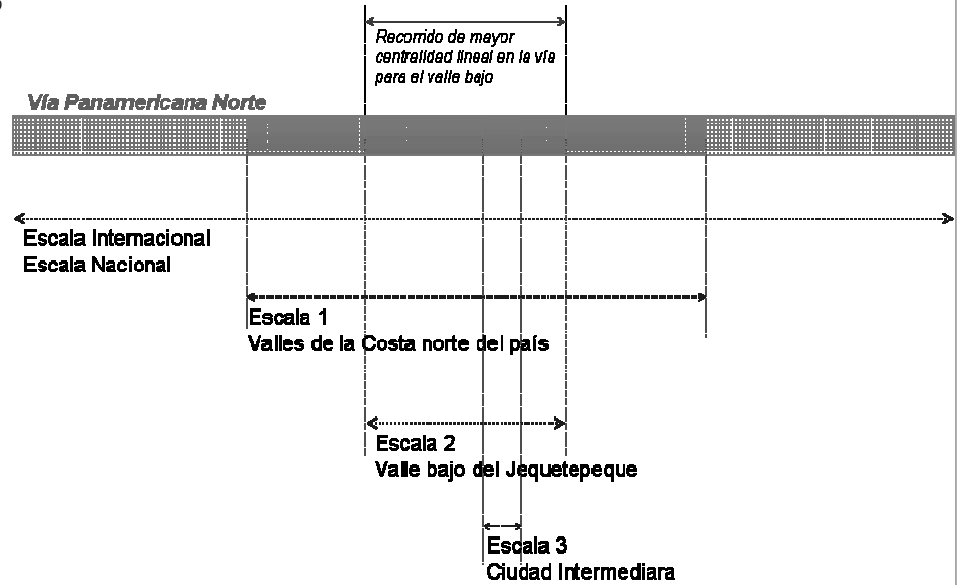 Recorrido de mayor
centralidad lineal en la vía
para el valle bajo
Vía Panamericana Norte
Escala Internacional
Escala Nacional
Escala 1
Valles de la Costa norte del país
Escala 2
Valle bajo del Jequetepeque
Escala 3
Ciudad Intermediara